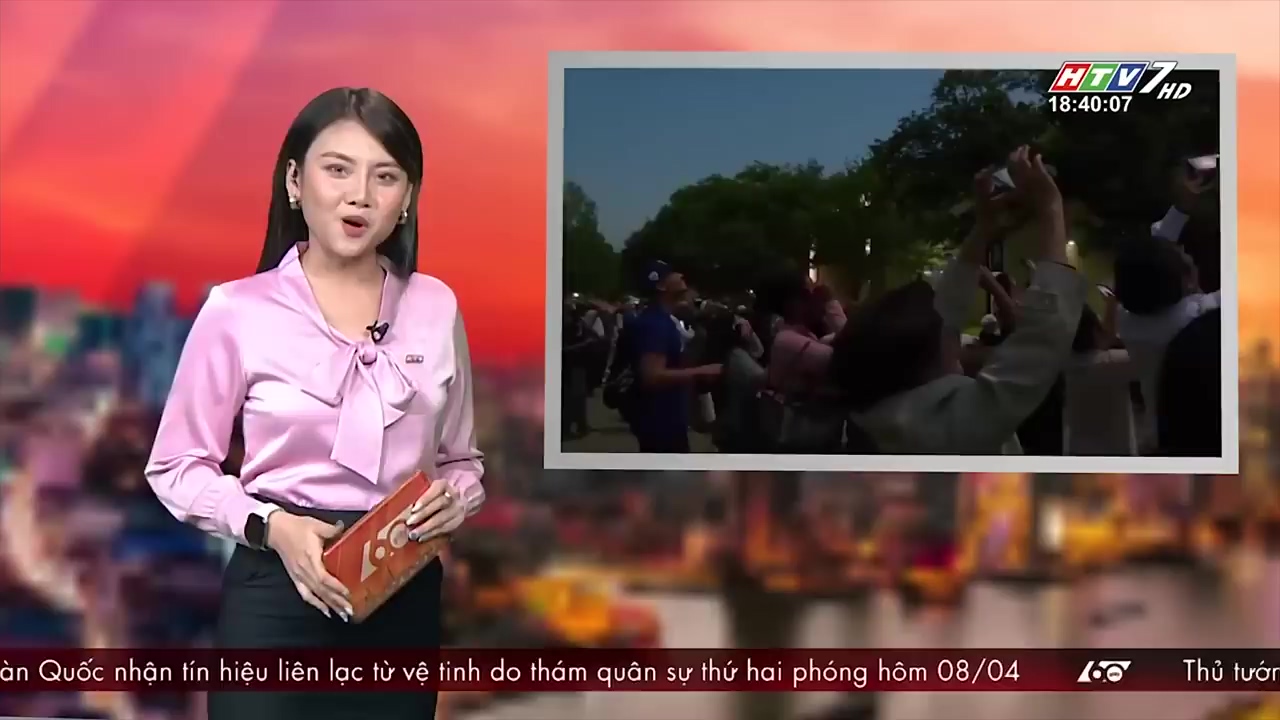 HTV7 HD
18:40:07
àn Quốc nhận tín hiệu liên lạc từ vệ tinh do thám quân sự thứ hai phóng hôm 08/04
60
Thủ tướn